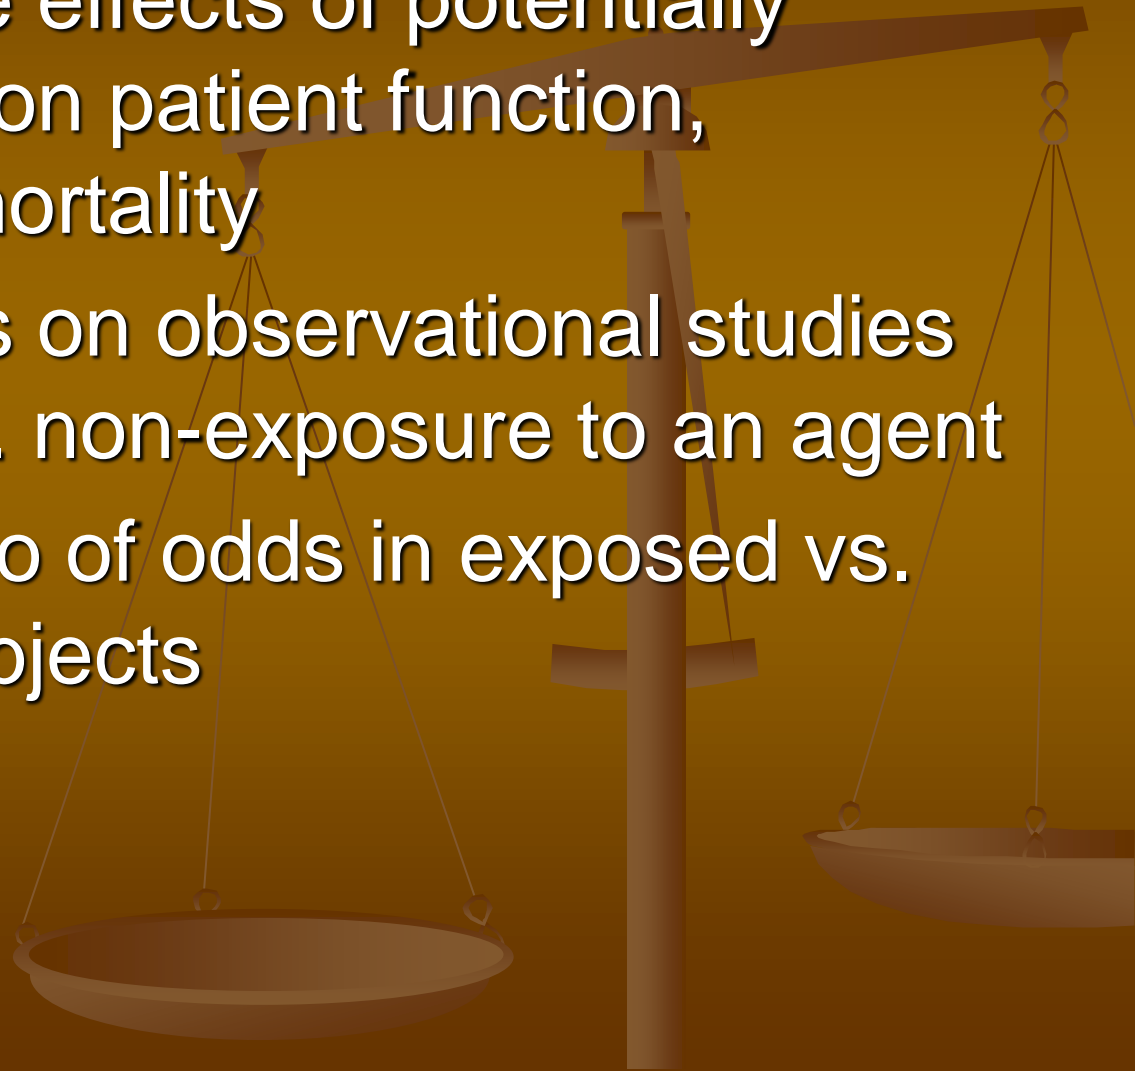 effects of potentially
on patient function,
ortality
s on observational studies
. non-exposure to an agent
o of odds in exposed vs.
ojects